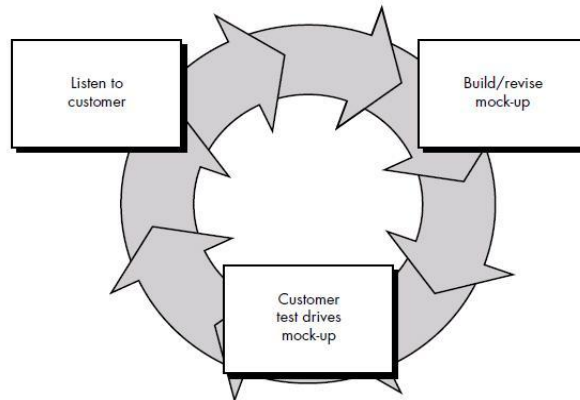 Listen to
customer
Build/revise
mock-up
Customer
test drives
mock-up